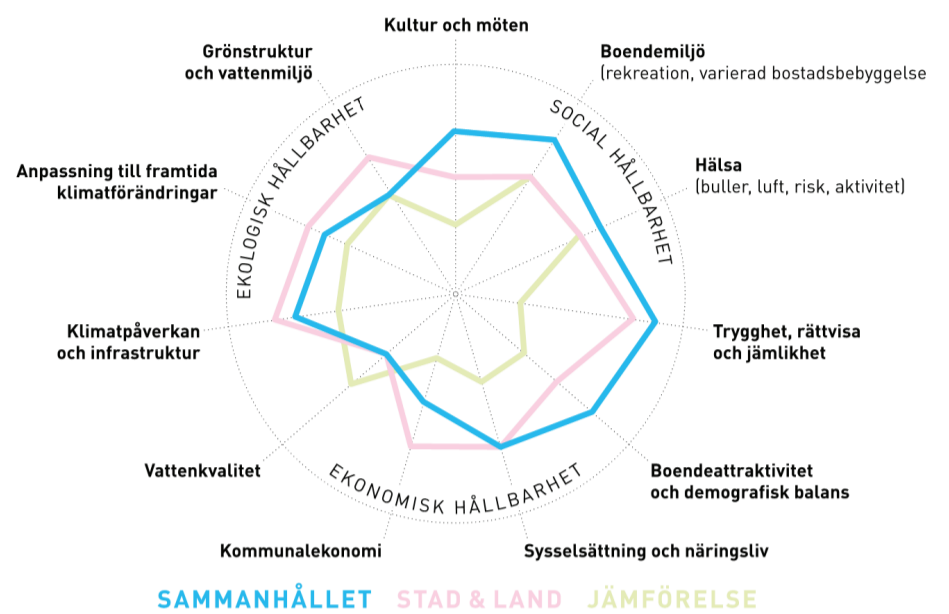 Kultur och möten
Grönstruktur
och vattenmiljö
Boendemiljö
(rekreation, varierad bostadsbebyggelse
EKOLOGISK HÅLLBARHET
SOCIAL HÅLLBARHET
Anpassning till framtida
klimatförändringar
Hälsa
(buller, luft, risk, aktivitet)
Klimatpåverkan
och infrastruktur
Trygghet, rättvisa
och jämlikhet
Vattenkvalitet
Boendeattraktivitet
och demografisk balans
EKONOMISK HÅLLBARHET
Kommunalekonomi
Sysselsättning och näringsliv
SAMMANHÅLLET STAD & LAND JÄMFÖRELSE